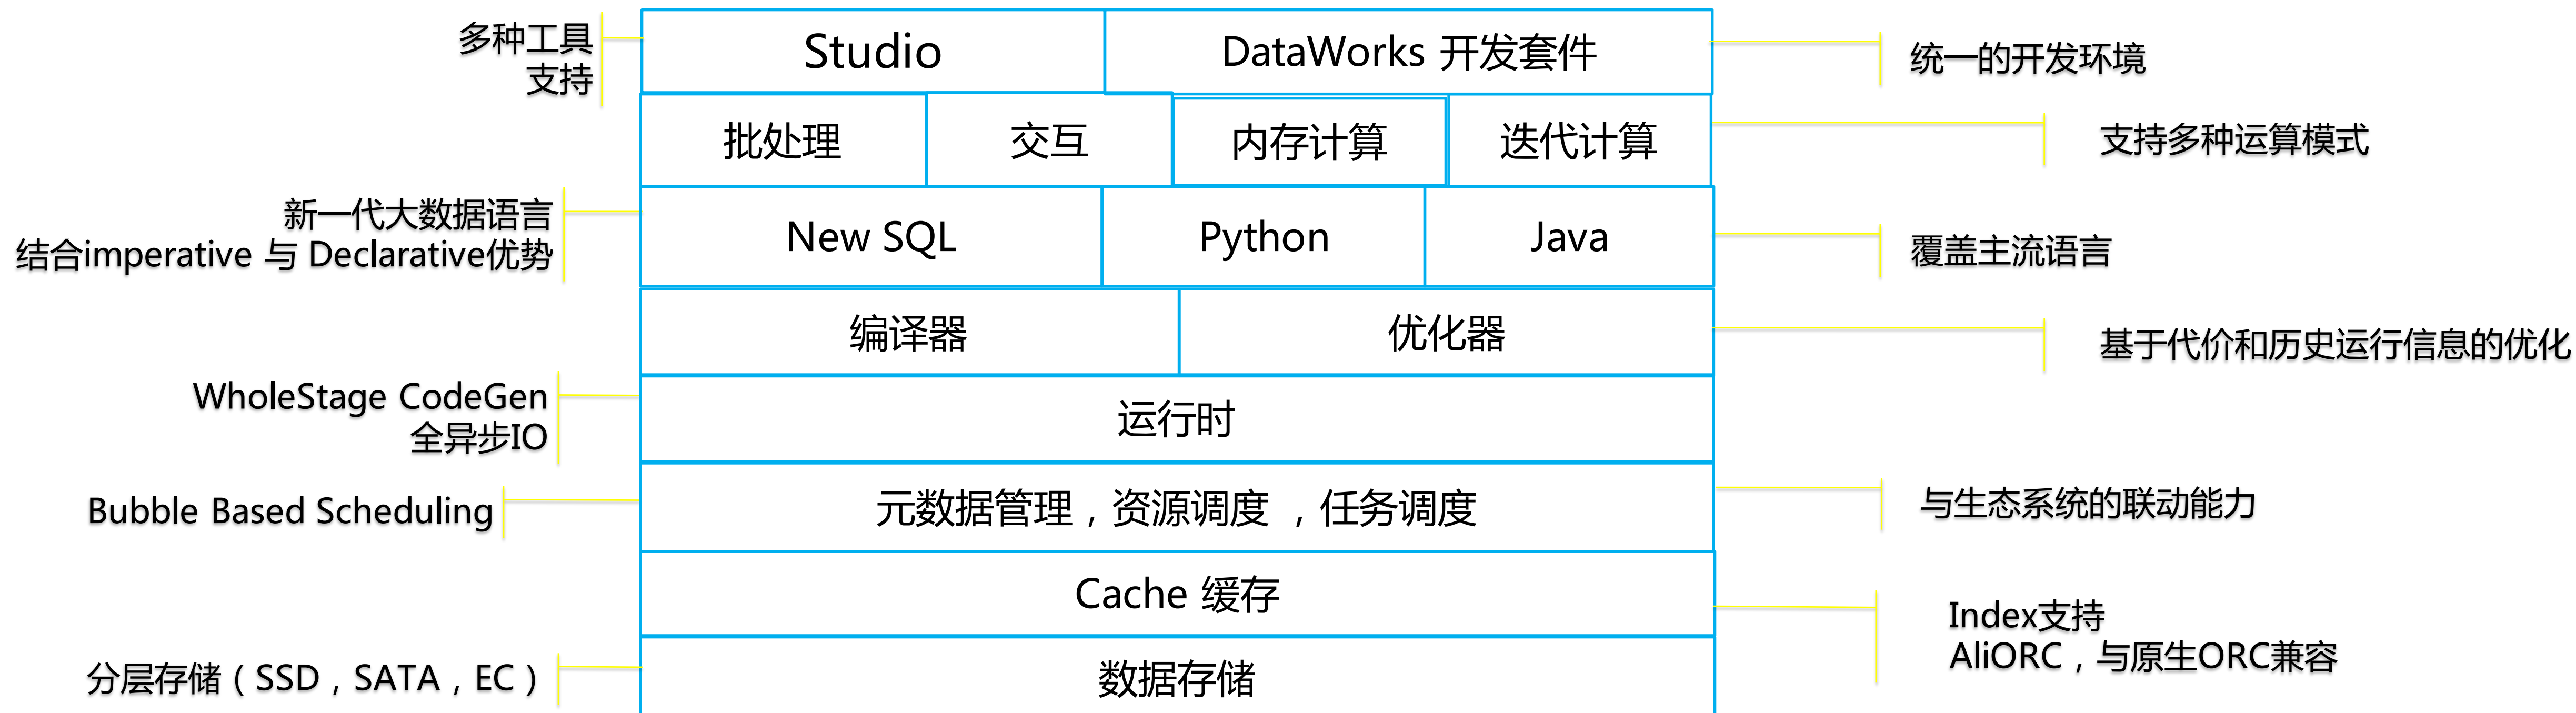 多种工具
支持
Studio
DataWorks 开发套件
统一的开发环境
批处理
交互
内存计算
迭代计算
支持多种运算模式
新一代大数据语言
结合imperative 与 Declarative优势
New SQL
Python
Java
覆盖主流语言
编译器
优化器
基于代价和历史运行信息的优化
WholeStage CodeGen
全异步IO
运行时
Bubble Based Scheduling
元数据管理，资源调度 ，任务调度
与生态系统的联动能力
Cache 缓存
Index支持
AliORC，与原生ORC兼容
分层存储（SSD，SATA，EC）
数据存储